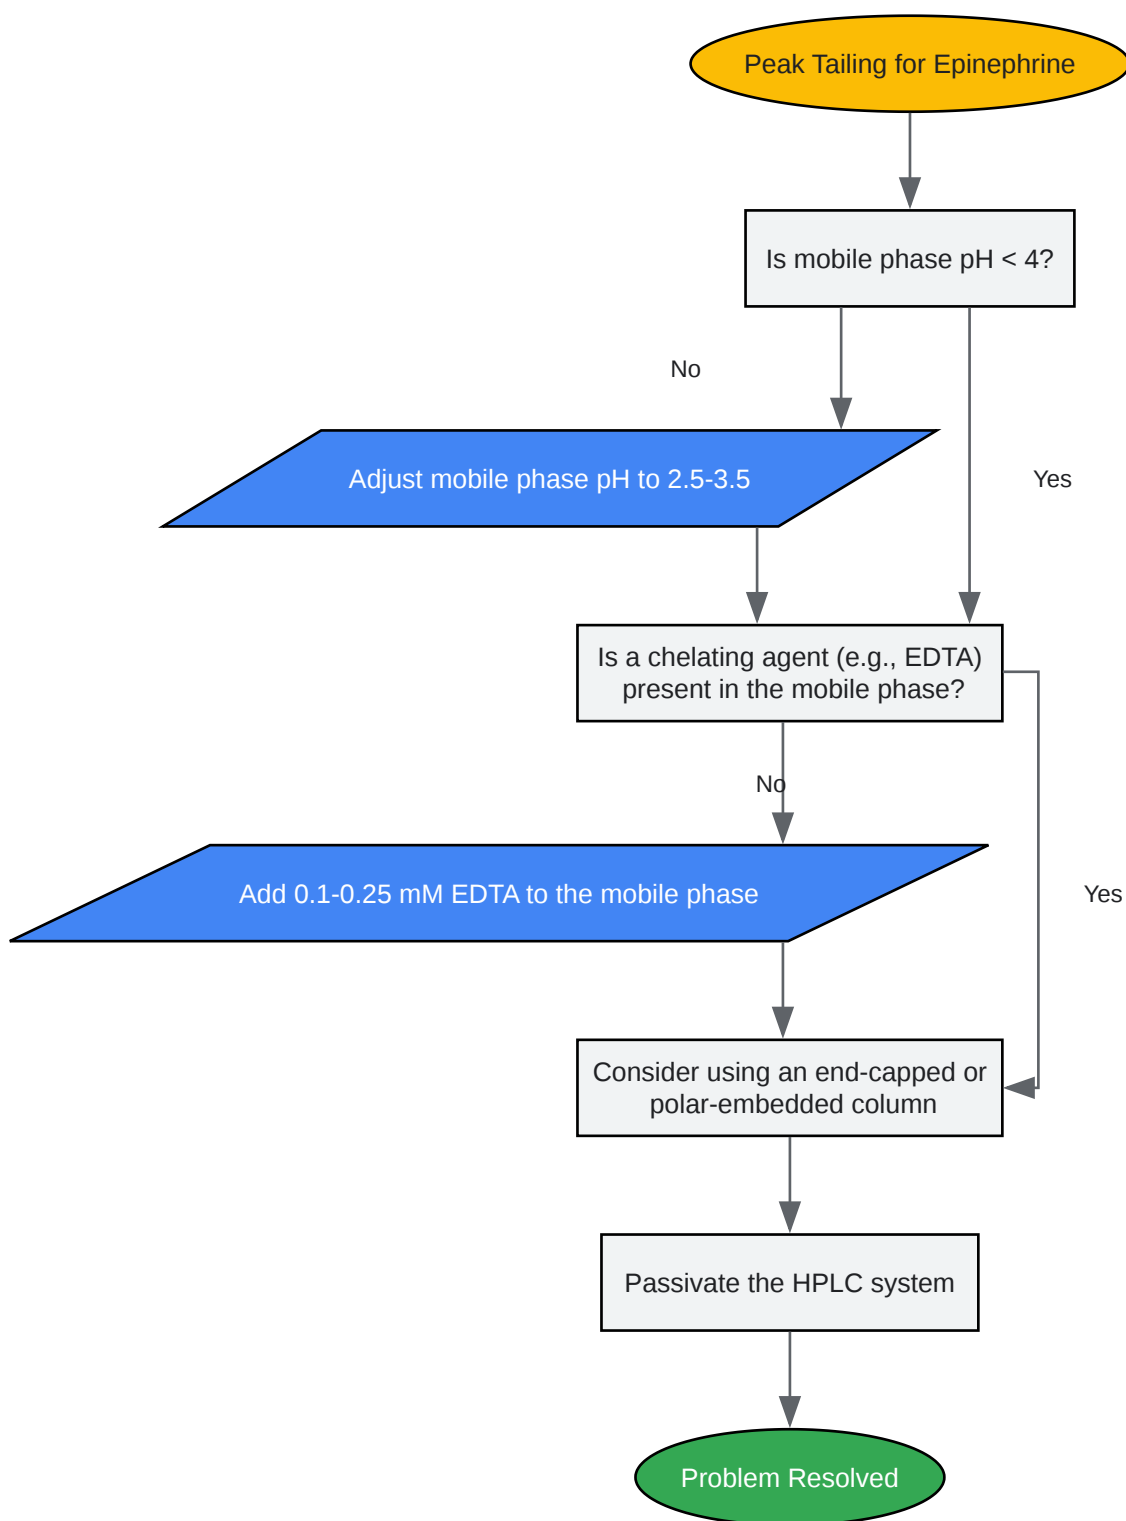 Peak Tailing for Epinephrine
Is mobile phase pH < 4?
No
Adjust mobile phase pH to 2.5-3.5
Yes
Is a chelating agent (e.g., EDTA)
present in the mobile phase?
No
Add 0.1-0.25 mM EDTA to the mobile phase
Yes
Consider using an end-capped or
polar-embedded column
Passivate the HPLC system
Problem Resolved